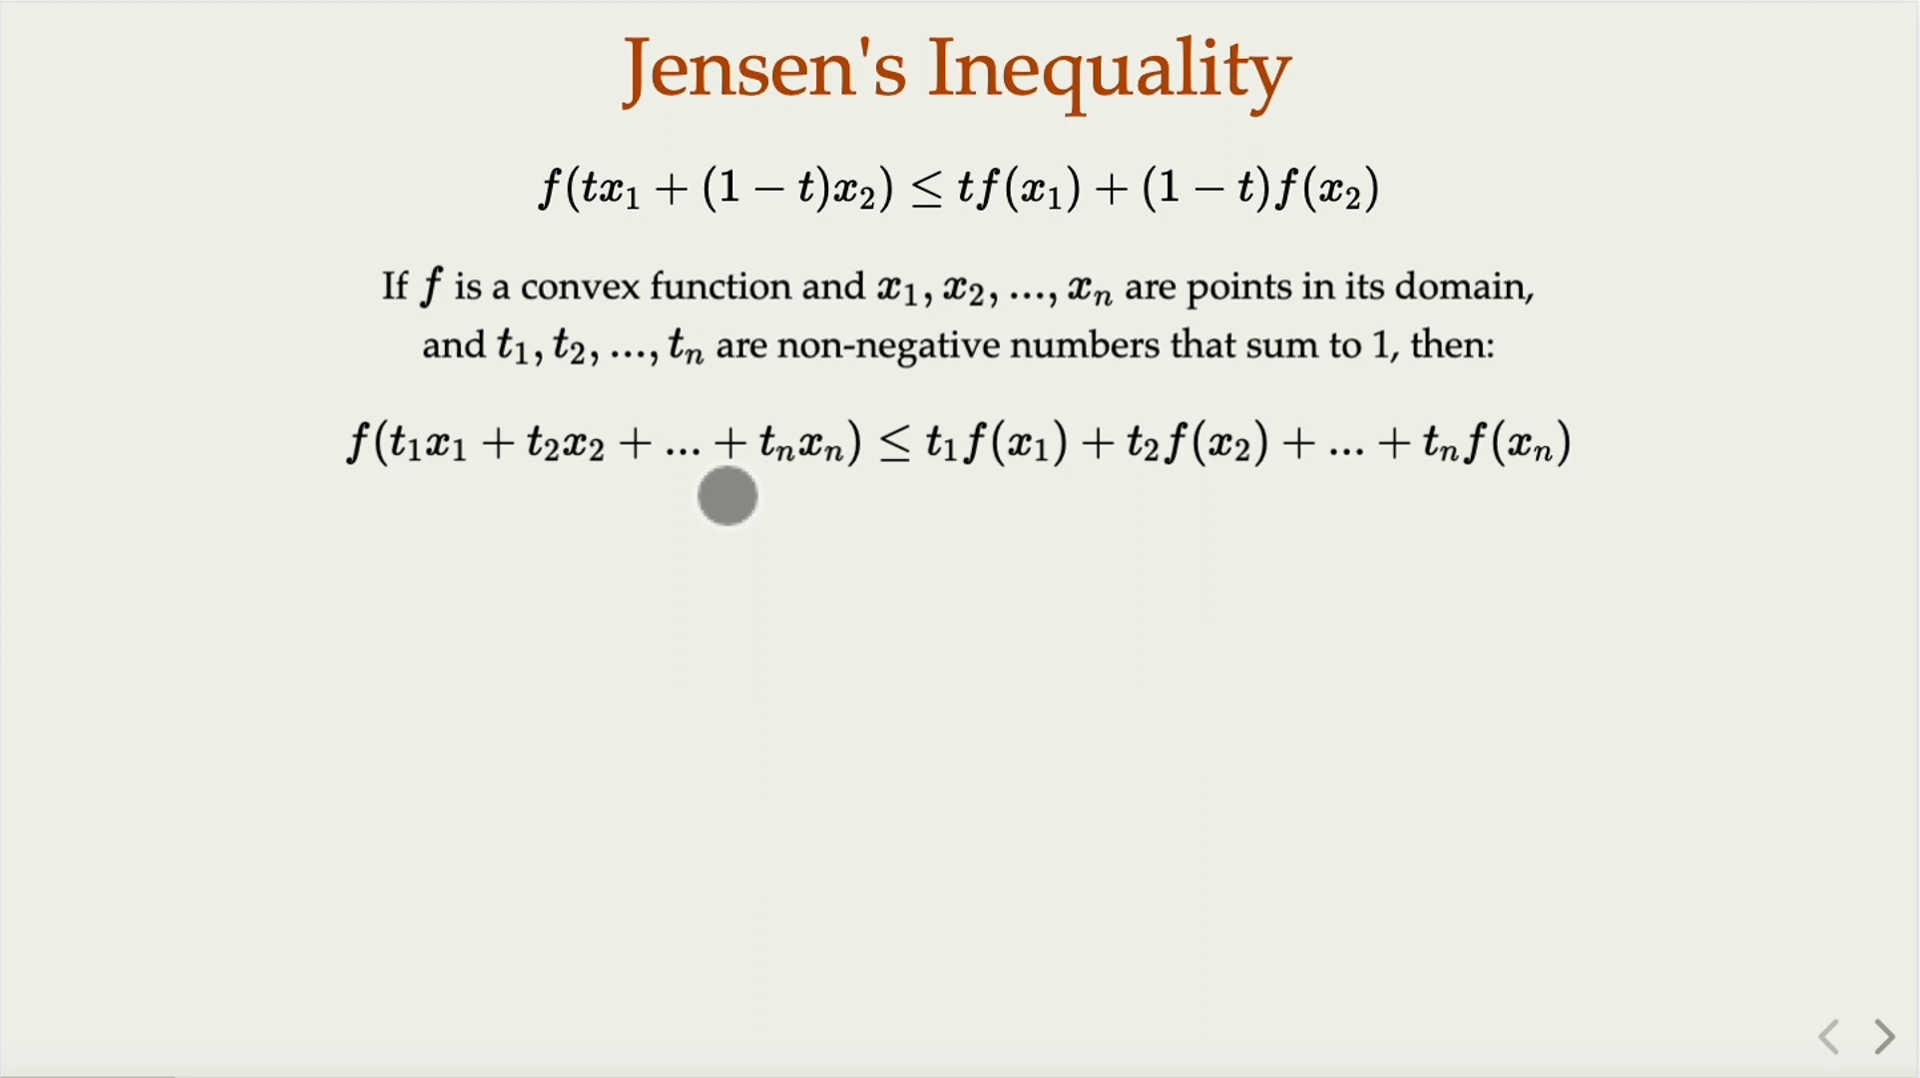 Jensen's Inequality
f(tx₁ + (1 − t)x₂) ≤ tf(x₁) + (1 − t)f(x₂)
If f is a convex function and x₁, x₂, ..., xₙ are points in its domain,
and t₁, t₂, ..., tₙ are non-negative numbers that sum to 1, then:
f(t₁x₁ + t₂x₂ + ... + tₙxₙ) ≤ t₁f(x₁) + t₂f(x₂) + ... + tₙf(xₙ)